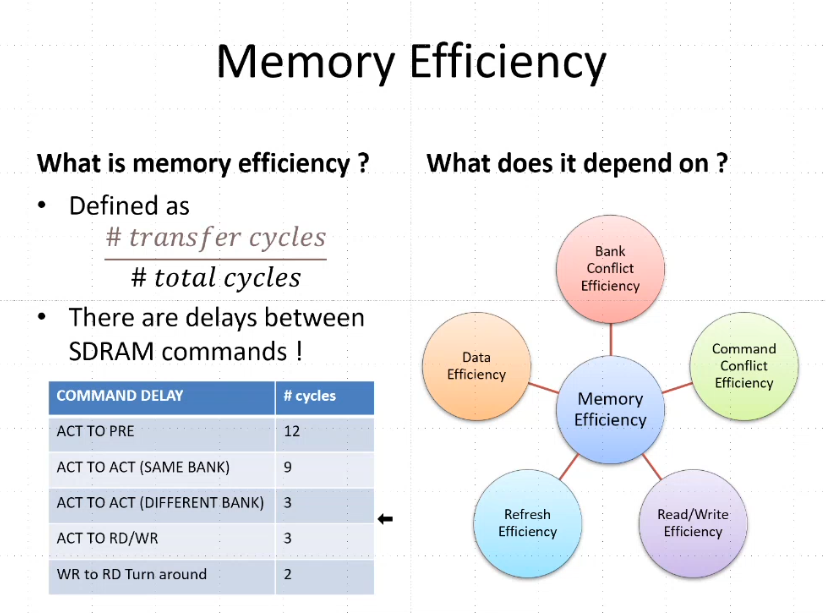 Memory Efficiency
What is memory efficiency ?
• Defined as
# transfer cycles
# total cycles
• There are delays between
SDRAM commands !
COMMAND DELAY # cycles
ACT TO PRE 12
ACT TO ACT (SAME BANK) 9
ACT TO ACT (DIFFERENT BANK) 3
ACT TO RD/WR 3
WR to RD Turn around 2
What does it depend on ?
Bank
Conflict
Efficiency
Data
Efficiency
Command
Conflict
Efficiency
Memory
Efficiency
Refresh
Efficiency
Read/Write
Efficiency